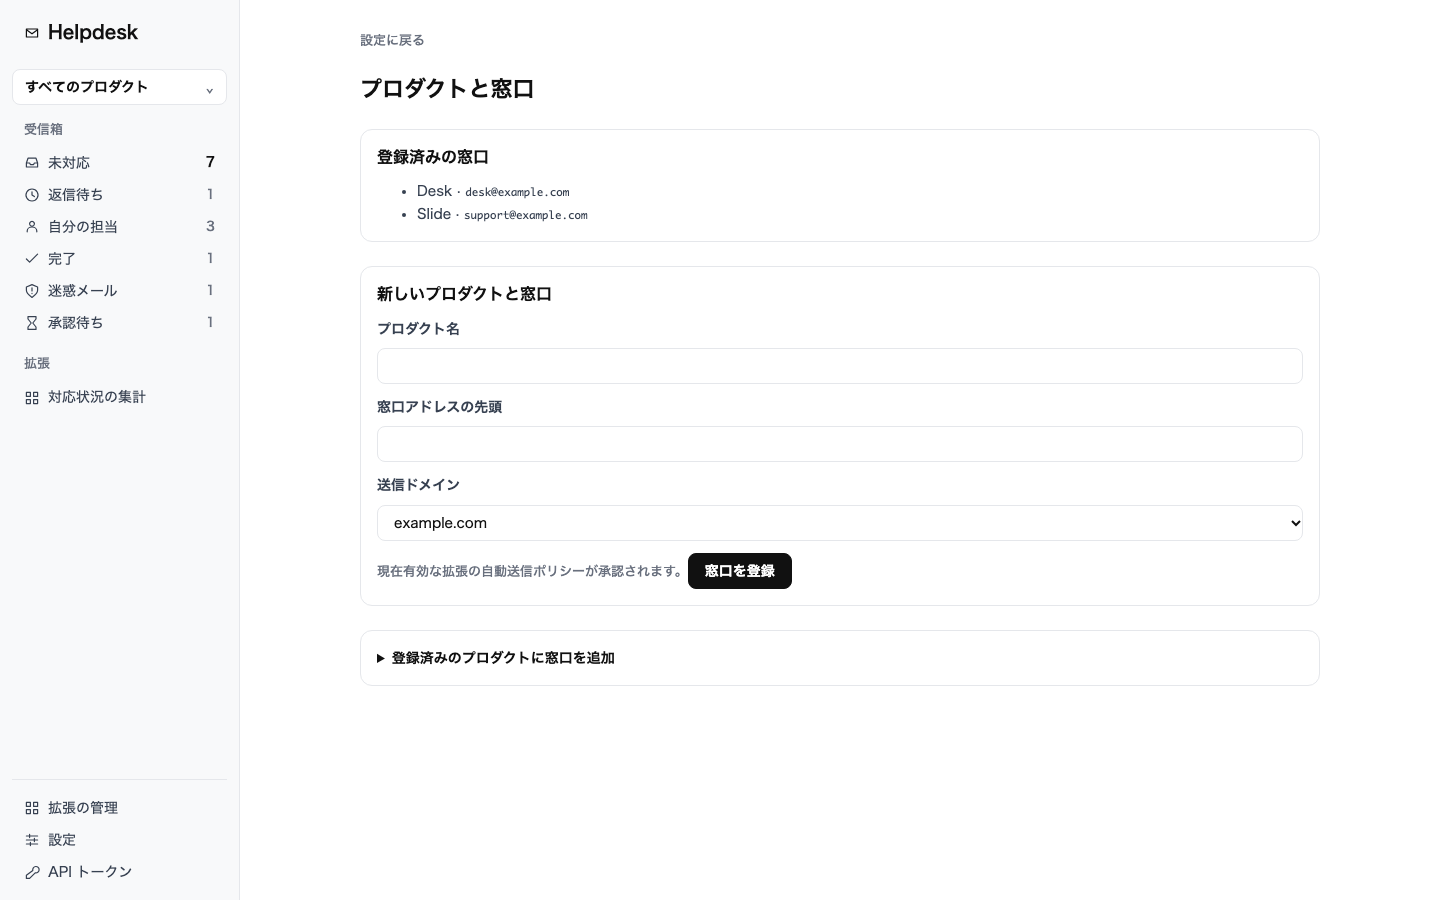 Helpdesk
すべてのプロダクト
受信箱
未対応 7
返信待ち 1
自分の担当 3
完了 1
迷惑メール 1
承認待ち 1
拡張
対応状況の集計
拡張の管理
設定
API トークン
設定に戻る
プロダクトと窓口
登録済みの窓口
• Desk · desk@example.com
• Slide · support@example.com
新しいプロダクトと窓口
プロダクト名
窓口アドレスの先頭
送信ドメイン
example.com
現在有効な拡張の自動送信ポリシーが承認されます。 窓口を登録
登録済みのプロダクトに窓口を追加